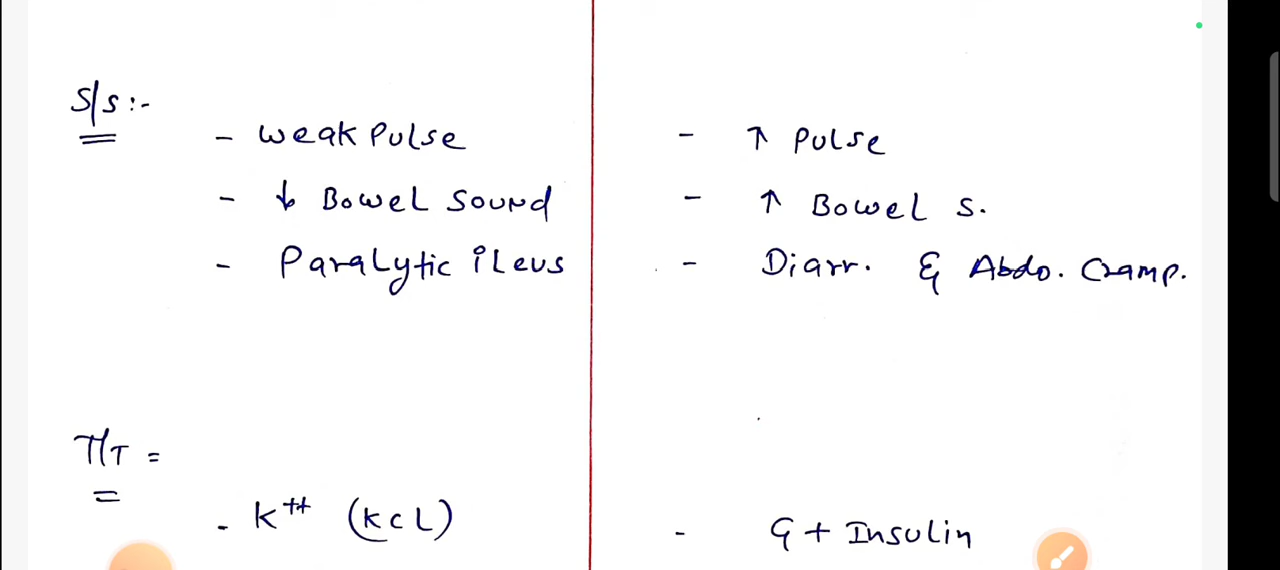 S/s :-
- weak Pulse
- ↑ Pulse
- ↓ Bowel Sound
- ↑ Bowel s.
- Paralytic ileus
- Diarr. & Abdo. Cramp.
T/T =
- K++ (KCL)
- G + Insulin